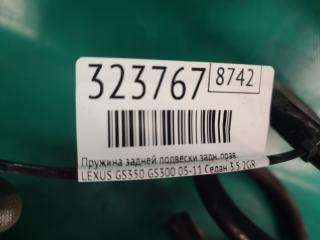 323767 8742
Пружина задней подвески задн. прав.
LEXUS GS350 GS300 05-11 Седан 3.5 2GR-